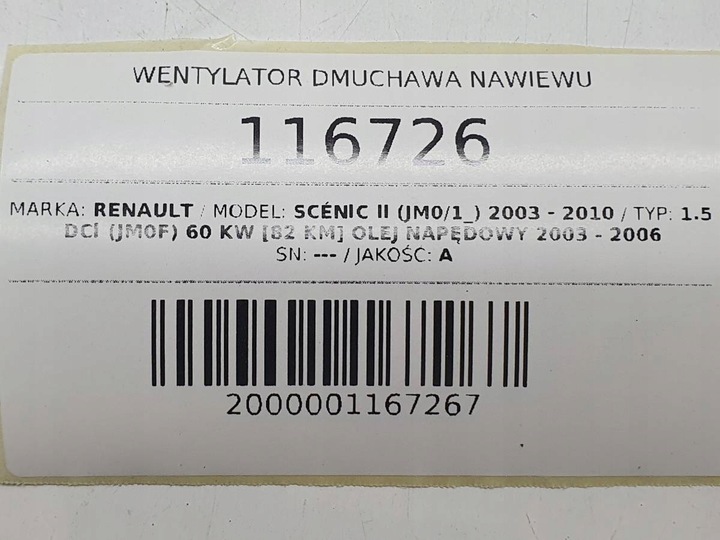 WENTYLATOR DMUCHAWA NAWIEWU
116726
MARKA: RENAULT / MODEL: SCÉNIC II (JM0/1_) 2003 - 2010 / TYP: 1.5
DCI (JM0F) 60 KW [82 KM] OLEJ NAPĘDOWY 2003 - 2006
SN: --- / JAKOŚĆ: A
2000001167267